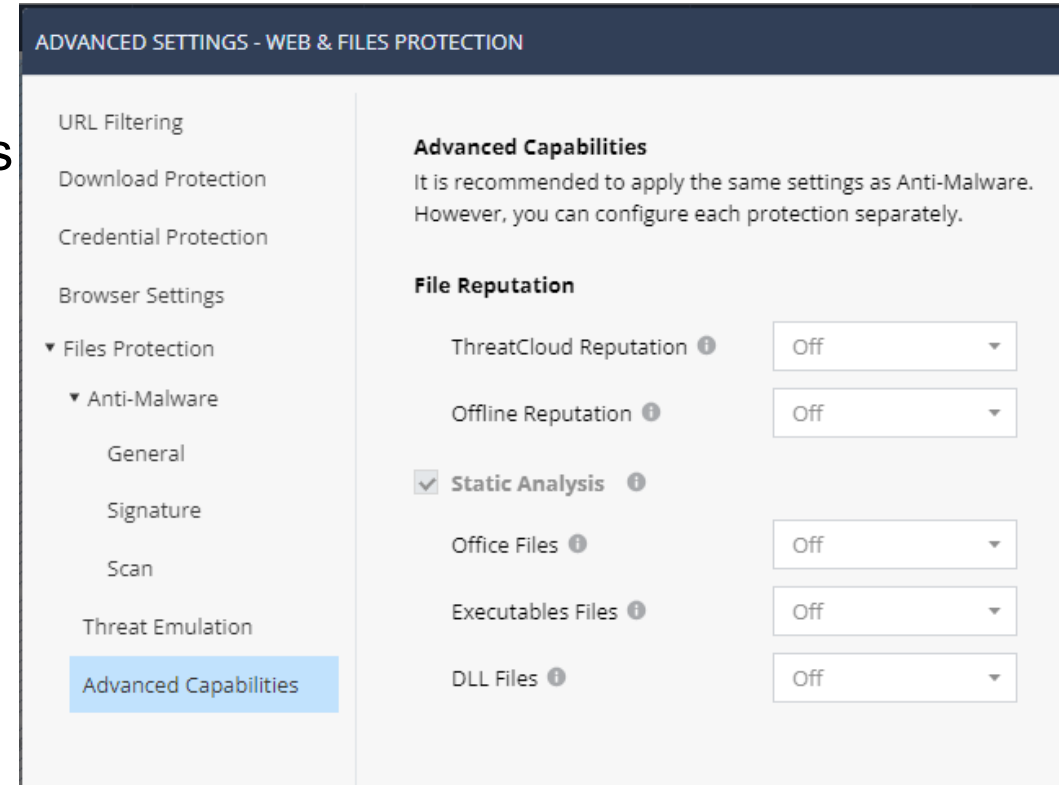 ADVANCED SETTINGS - WEB & FILES PROTECTION
s
URL Filtering
Download Protection
Credential Protection
Browser Settings
Files Protection
Anti-Malware
General
Signature
Scan
Threat Emulation
Advanced Capabilities
Advanced Capabilities
It is recommended to apply the same settings as Anti-Malware.
However, you can configure each protection separately.
File Reputation
ThreatCloud Reputation Off
Offline Reputation Off
Static Analysis
Office Files Off
Executables Files Off
DLL Files Off